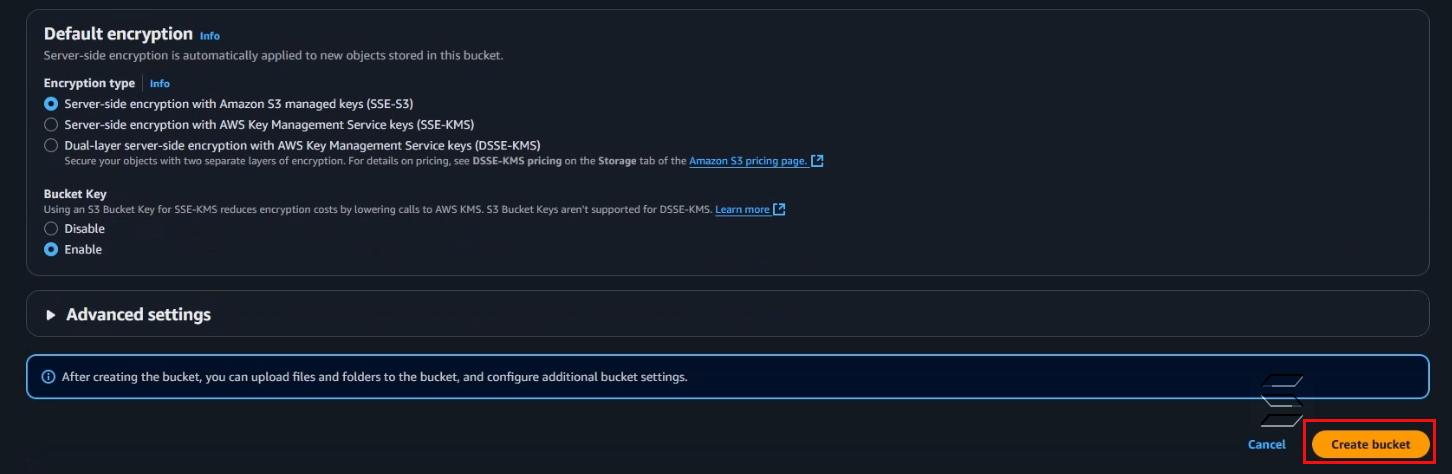 Default encryption Info
Server-side encryption is automatically applied to new objects stored in this bucket.
Encryption type Info
Server-side encryption with Amazon S3 managed keys (SSE-S3)
Server-side encryption with AWS Key Management Service keys (SSE-KMS)
Dual-layer server-side encryption with AWS Key Management Service keys (DSSE-KMS)
Secure your objects with two separate layers of encryption. For details on pricing, see DSSE-KMS pricing on the Storage tab of the Amazon S3 pricing page.
Bucket Key
Using an S3 Bucket Key for SSE-KMS reduces encryption costs by lowering calls to AWS KMS. S3 Bucket Keys aren't supported for DSSE-KMS. Learn more
Disable
Enable
Advanced settings
After creating the bucket, you can upload files and folders to the bucket, and configure additional bucket settings.
Cancel Create bucket